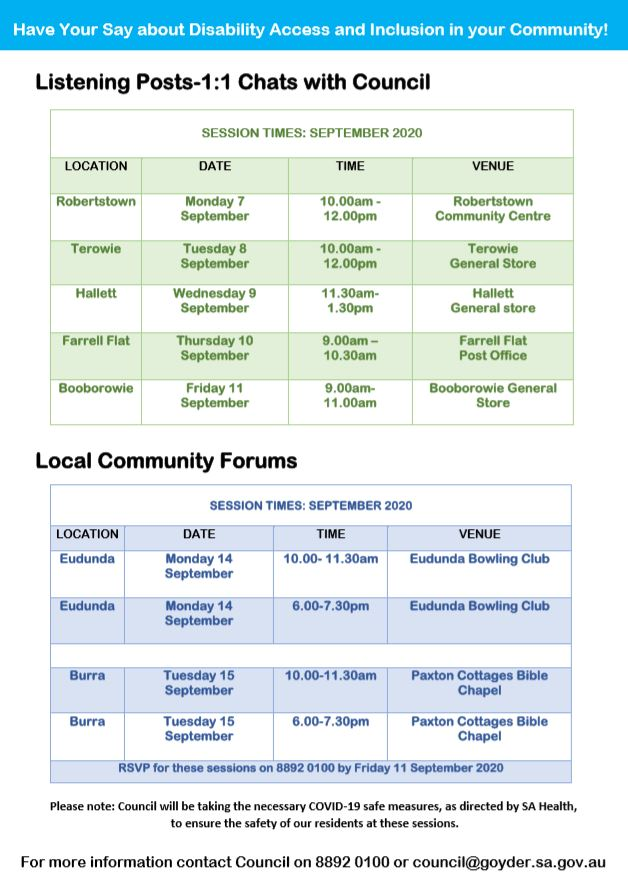 Have Your Say about Disability Access and Inclusion in your Community!
Listening Posts-1:1 Chats with Council
SESSION TIMES: SEPTEMBER 2020
LOCATION DATE TIME VENUE
Robertstown Monday 7 September 10.00am - 12.00pm Robertstown Community Centre
Terowie Tuesday 8 September 10.00am - 12.00pm Terowie General Store
Hallett Wednesday 9 September 11.30am- 1.30pm Hallett General store
Farrell Flat Thursday 10 September 9.00am – 10.30am Farrell Flat Post Office
Booborowie Friday 11 September 9.00am- 11.00am Booborowie General Store
Local Community Forums
SESSION TIMES: SEPTEMBER 2020
LOCATION DATE TIME VENUE
Eudunda Monday 14 September 10.00- 11.30am Eudunda Bowling Club
Eudunda Monday 14 September 6.00-7.30pm Eudunda Bowling Club
Burra Tuesday 15 September 10.00-11.30am Paxton Cottages Bible Chapel
Burra Tuesday 15 September 6.00-7.30pm Paxton Cottages Bible Chapel
RSVP for these sessions on 8892 0100 by Friday 11 September 2020
Please note: Council will be taking the necessary COVID-19 safe measures, as directed by SA Health,
to ensure the safety of our residents at these sessions.
For more information contact Council on 8892 0100 or council@goyder.sa.gov.au